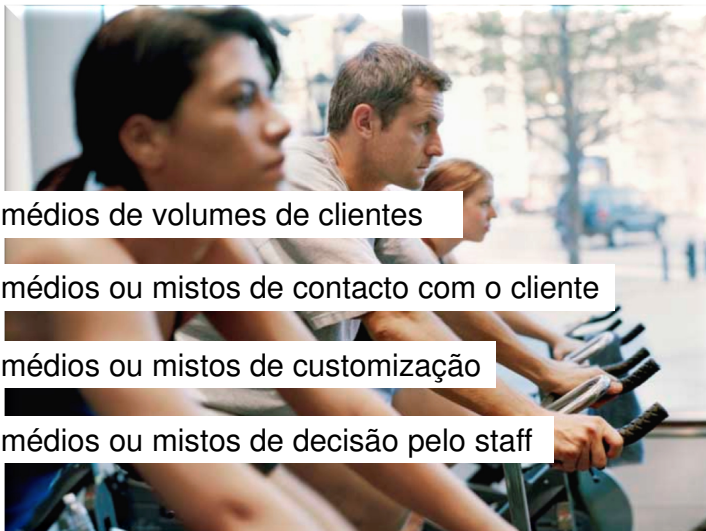 médios de volumes de clientes
médios ou mistos de contacto com o cliente
médios ou mistos de customização
médios ou mistos de decisão pelo staff